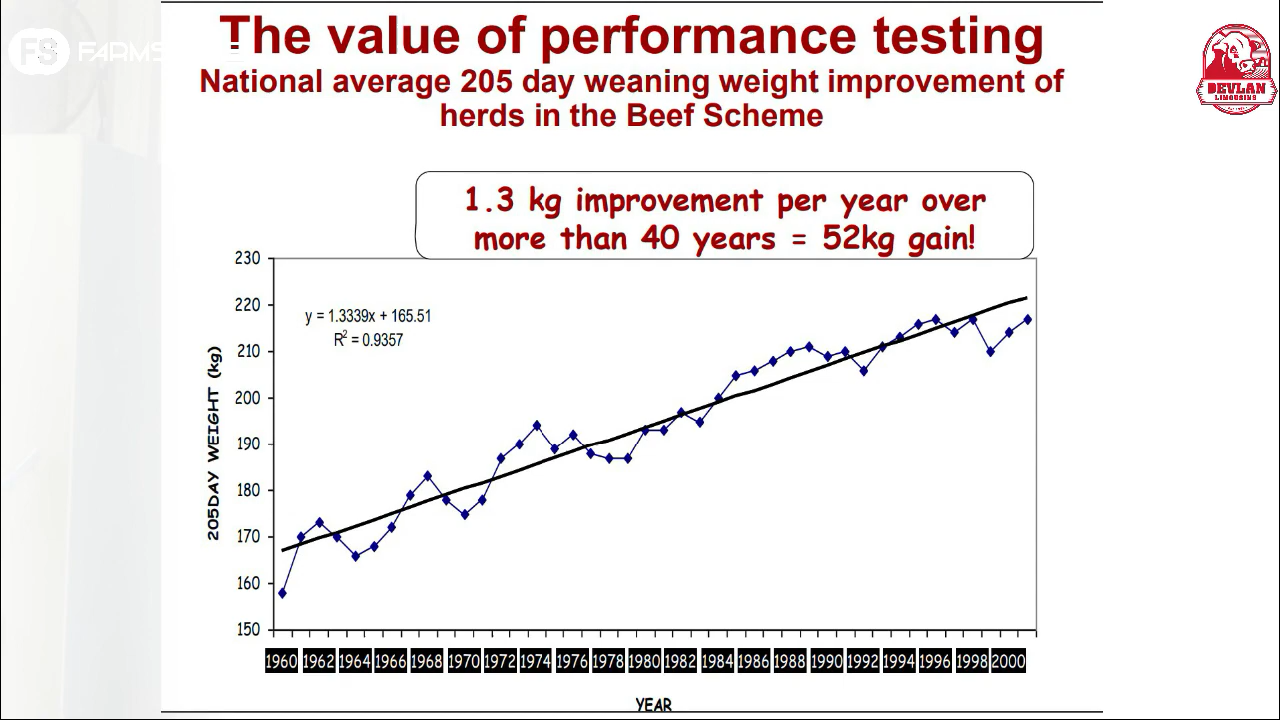 FS FARMS
The value of performance testing
National average 205 day weaning weight improvement of
herds in the Beef Scheme
DEVLAN
LIMOUSINS
1.3 kg improvement per year over
more than 40 years = 52kg gain!
y = 1.3339x + 165.51
R² = 0.9357
205DAY WEIGHT (kg)
230
220
210
200
190
180
170
160
150
1960 1962 1964 1966 1968 1970 1972 1974 1976 1978 1980 1982 1984 1986 1988 1990 1992 1994 1996 1998 2000
YEAR